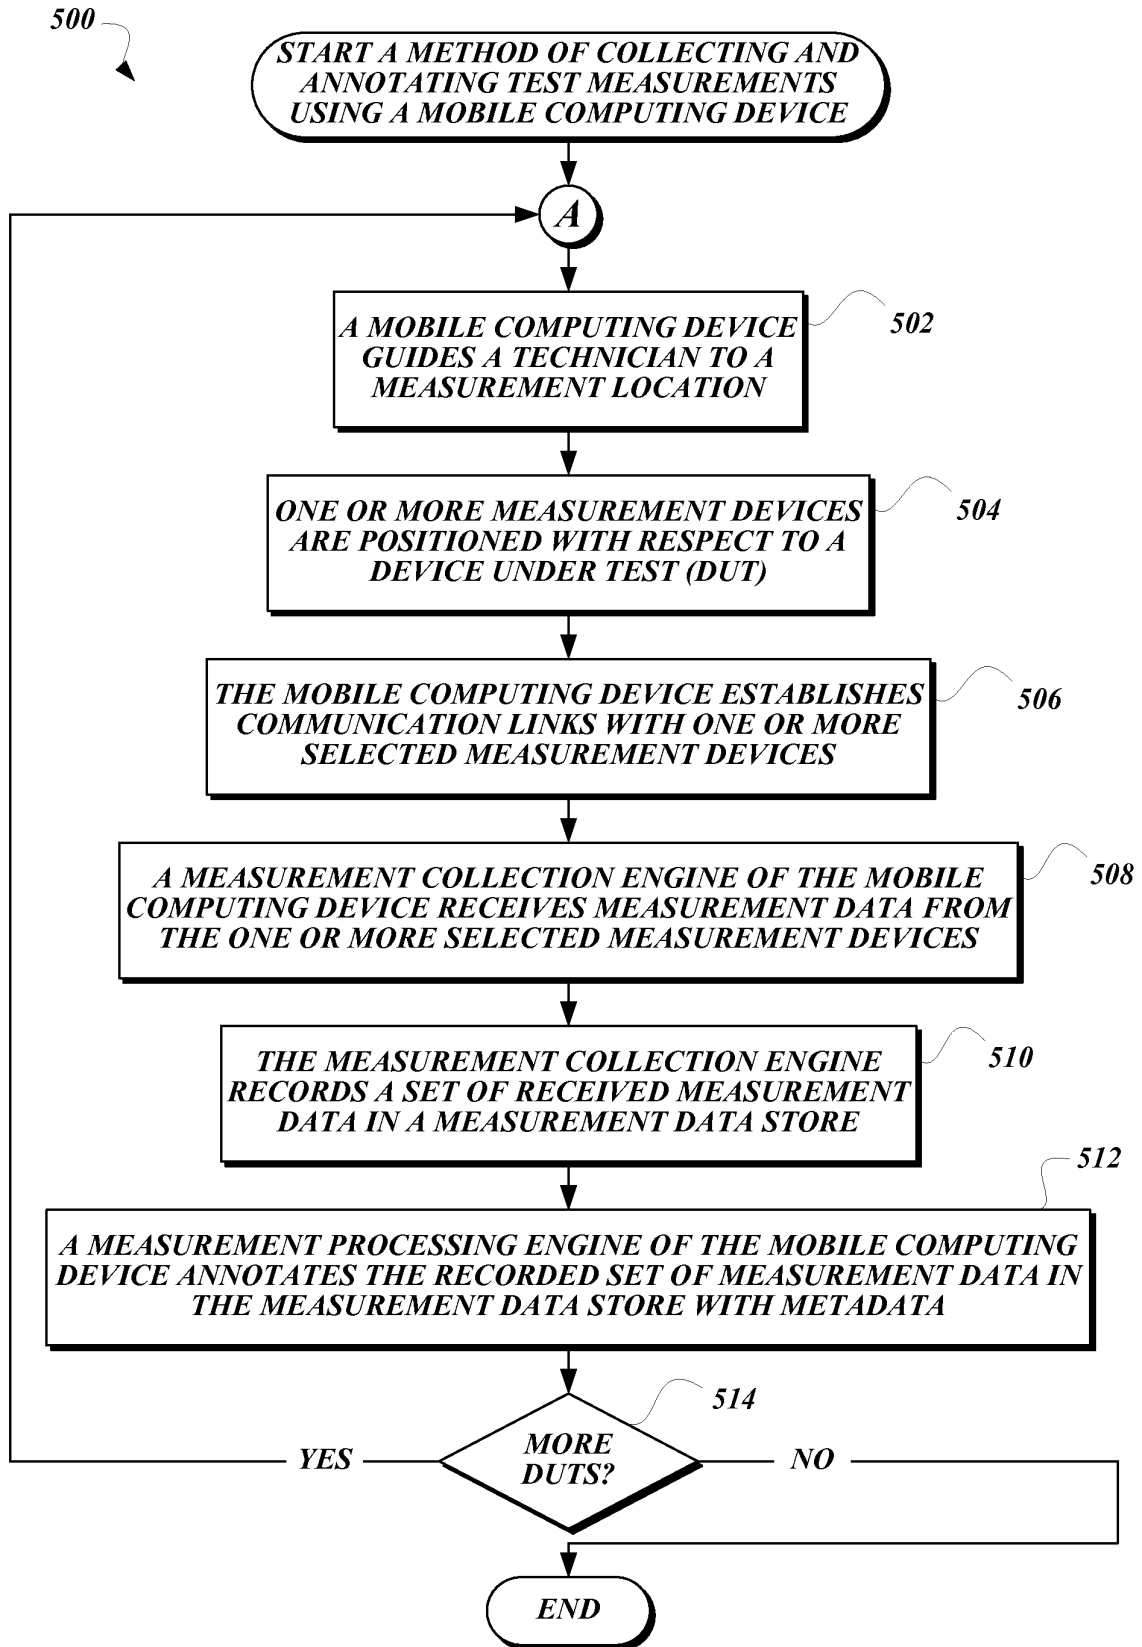 500
START A METHOD OF COLLECTING AND
ANNOTATING TEST MEASUREMENTS
USING A MOBILE COMPUTING DEVICE
A
A MOBILE COMPUTING DEVICE
GUIDES A TECHNICIAN TO A
MEASUREMENT LOCATION
502
ONE OR MORE MEASUREMENT DEVICES
ARE POSITIONED WITH RESPECT TO A
DEVICE UNDER TEST (DUT)
504
THE MOBILE COMPUTING DEVICE ESTABLISHES
COMMUNICATION LINKS WITH ONE OR MORE
SELECTED MEASUREMENT DEVICES
506
A MEASUREMENT COLLECTION ENGINE OF THE MOBILE
COMPUTING DEVICE RECEIVES MEASUREMENT DATA FROM
THE ONE OR MORE SELECTED MEASUREMENT DEVICES
508
THE MEASUREMENT COLLECTION ENGINE
RECORDS A SET OF RECEIVED MEASUREMENT
DATA IN A MEASUREMENT DATA STORE
510
A MEASUREMENT PROCESSING ENGINE OF THE MOBILE COMPUTING
DEVICE ANNOTATES THE RECORDED SET OF MEASUREMENT DATA IN
THE MEASUREMENT DATA STORE WITH METADATA
512
MORE
DUTS?
514
YES
NO
END